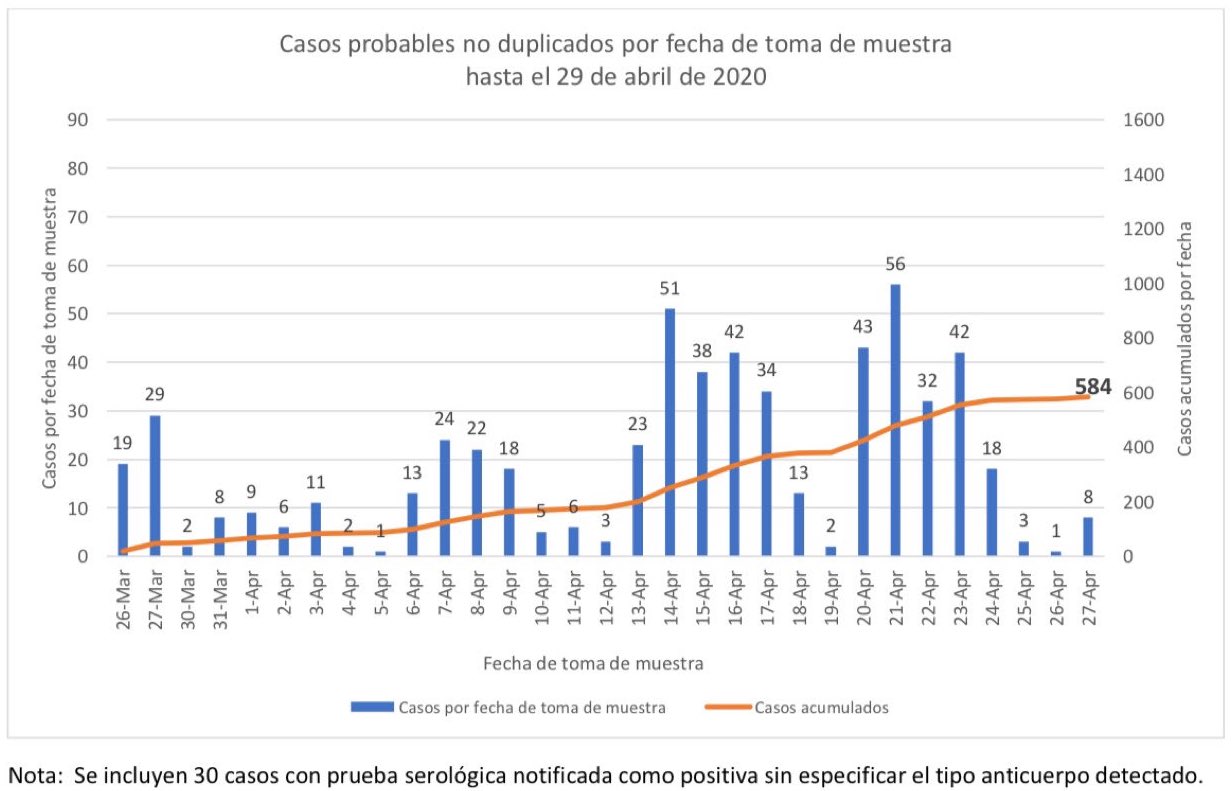 Casos probables no duplicados por fecha de toma de muestra
hasta el 29 de abril de 2020
Casos por fecha de toma de muestra
90
80
70
60
50
40
30
20
10
0
1600
1400
1200
1000
800
600
400
200
0
Casos acumulados por fecha
19
29
2
8
9
6
11
2
1
13
24
22
18
5
6
3
23
51
38
42
34
13
2
43
56
32
42
18
3
1
8
584
26-Mar
27-Mar
30-Mar
31-Mar
1-Apr
2-Apr
3-Apr
4-Apr
5-Apr
6-Apr
7-Apr
8-Apr
9-Apr
10-Apr
11-Apr
12-Apr
13-Apr
14-Apr
15-Apr
16-Apr
17-Apr
18-Apr
19-Apr
20-Apr
21-Apr
22-Apr
23-Apr
24-Apr
25-Apr
26-Apr
27-Apr
Fecha de toma de muestra
Casos por fecha de toma de muestra
Casos acumulados
Nota: Se incluyen 30 casos con prueba serológica notificada como positiva sin especificar el tipo anticuerpo detectado.